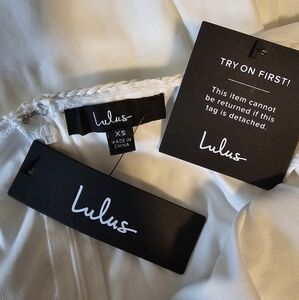 Lulus
XS
MADE IN
CHINA
TRY ON FIRST!
This item cannot
be returned if this
tag is detached.
Lulus
Lulus